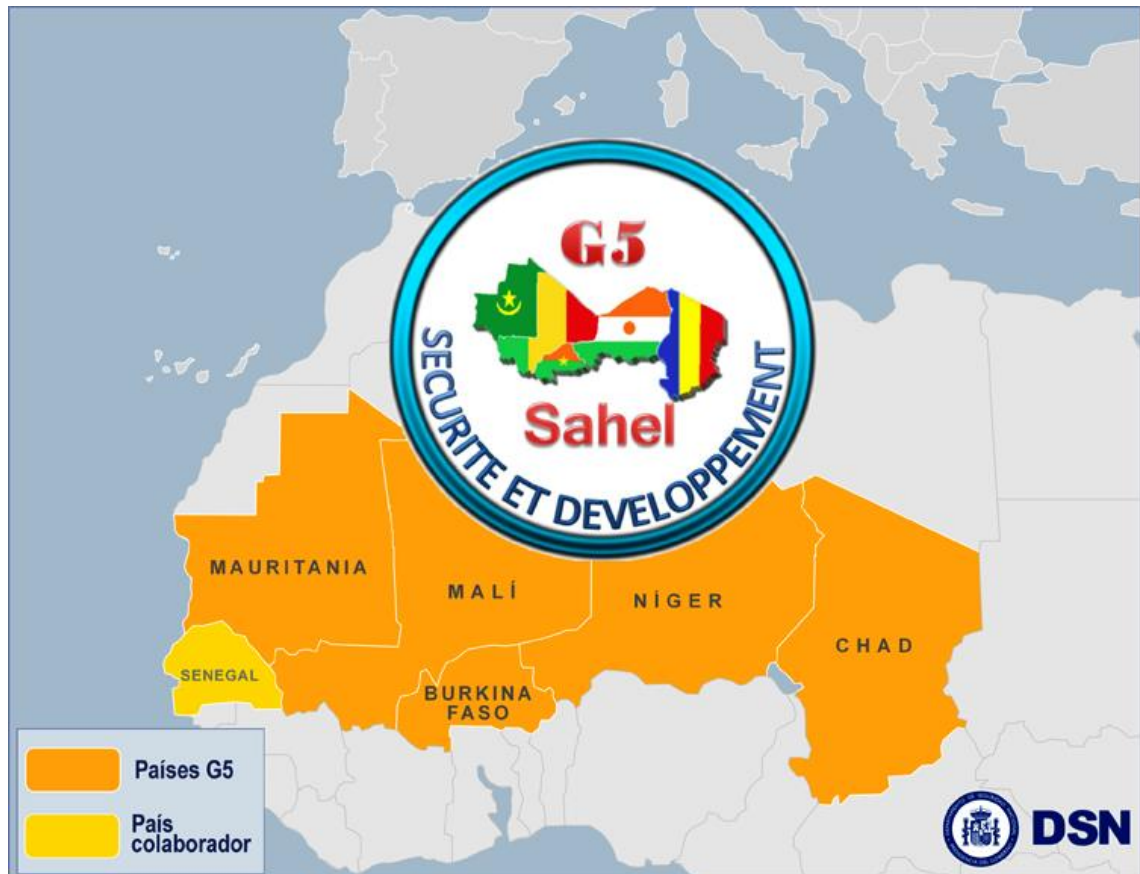 G5
Sahel
SECURITE ET DEVELOPPEMENT
MAURITANIA
MALÍ
NÍGER
CHAD
SENEGAL
BURKINA
FASO
Países G5
País
colaborador
DSN